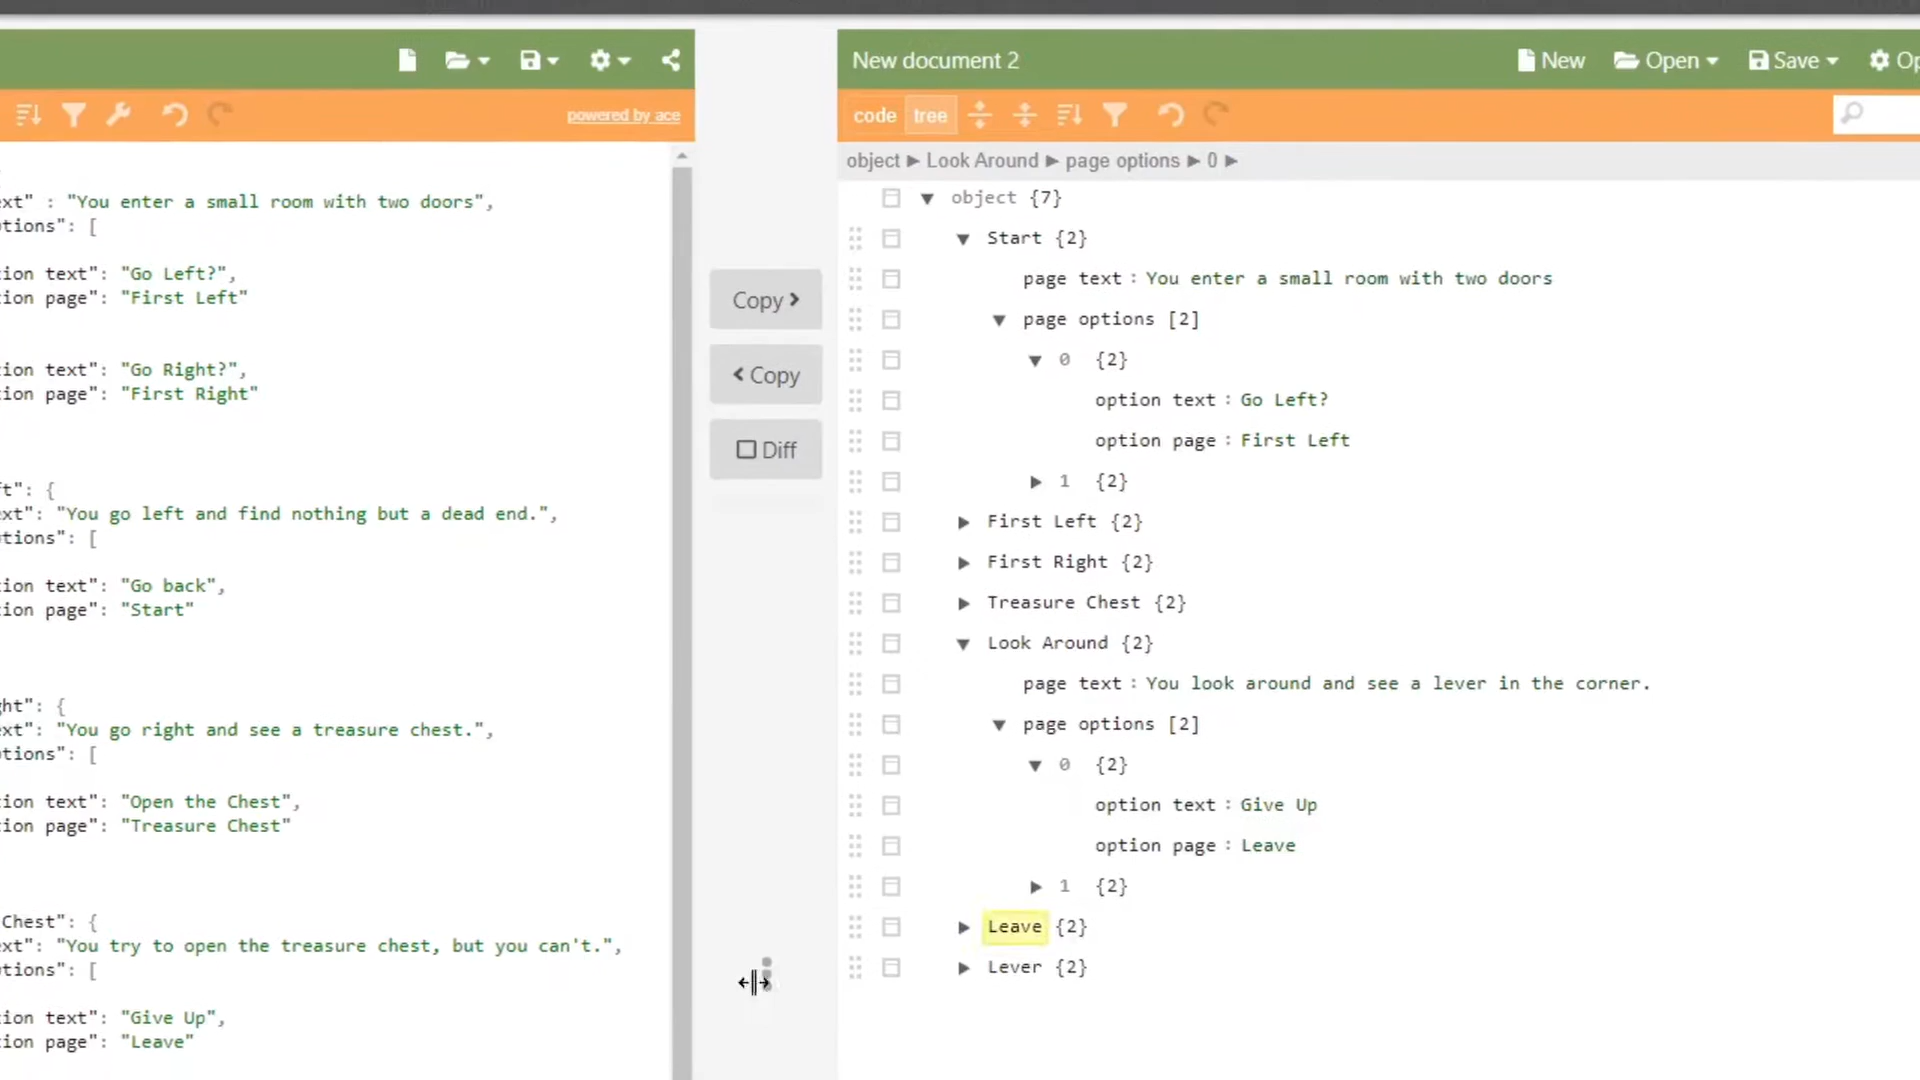 powered by ace
ext" : "You enter a small room with two doors",
tions": [
ion text": "Go Left?",
ion page": "First Left"
ion text": "Go Right?",
ion page": "First Right"
ft": {
ext": "You go left and find nothing but a dead end.",
tions": [
ion text": "Go back",
ion page": "Start"
ght": {
ext": "You go right and see a treasure chest.",
tions": [
ion text": "Open the Chest",
ion page": "Treasure Chest"
Chest": {
ext": "You try to open the treasure chest, but you can't.",
tions": [
ion text": "Give Up",
ion page": "Leave"
Copy >
< Copy
Diff
New document 2
New Open Save Op
code tree
object ▶ Look Around ▶ page options ▶ 0 ▶
object {7}
Start {2}
page text : You enter a small room with two doors
page options [2]
0 {2}
option text : Go Left?
option page : First Left
1 {2}
First Left {2}
First Right {2}
Treasure Chest {2}
Look Around {2}
page text : You look around and see a lever in the corner.
page options [2]
0 {2}
option text : Give Up
option page : Leave
1 {2}
Leave {2}
Lever {2}